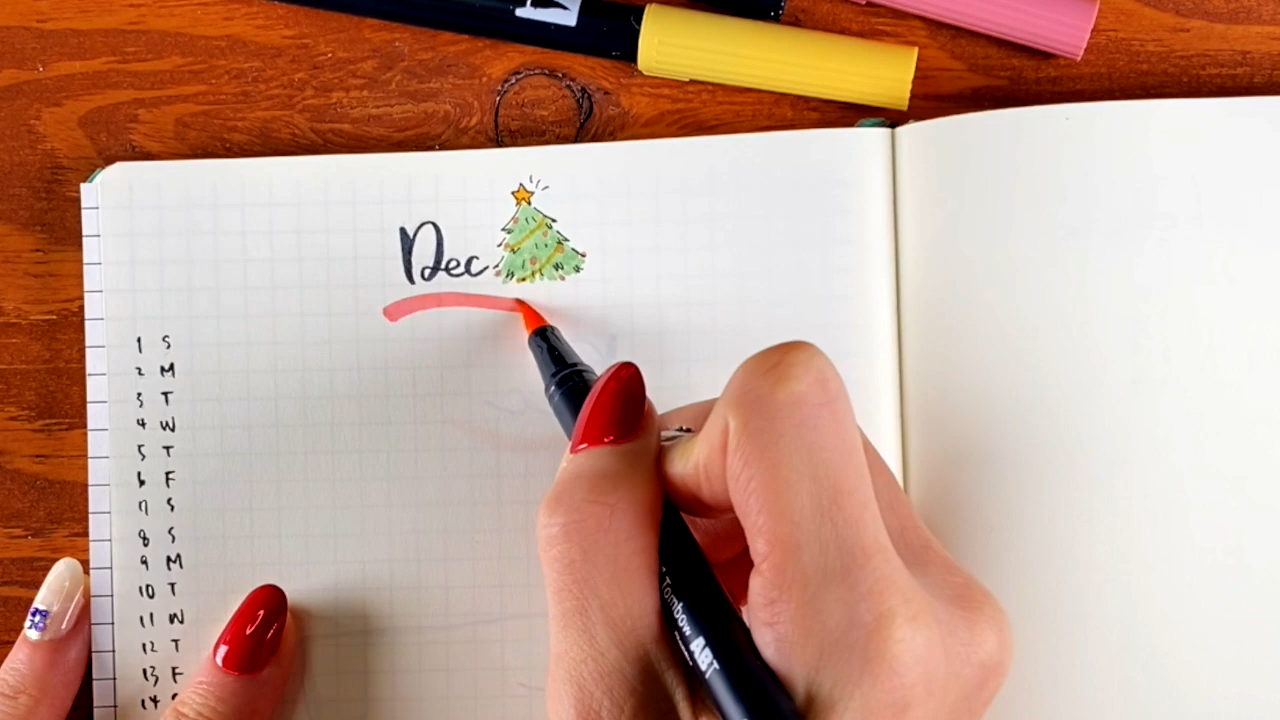 Dec
1 S
2 M
3 T
4 W
5 T
6 F
7 S
8 S
9 M
10 T
11 W
12 T
13 F
14
Tombow ABT